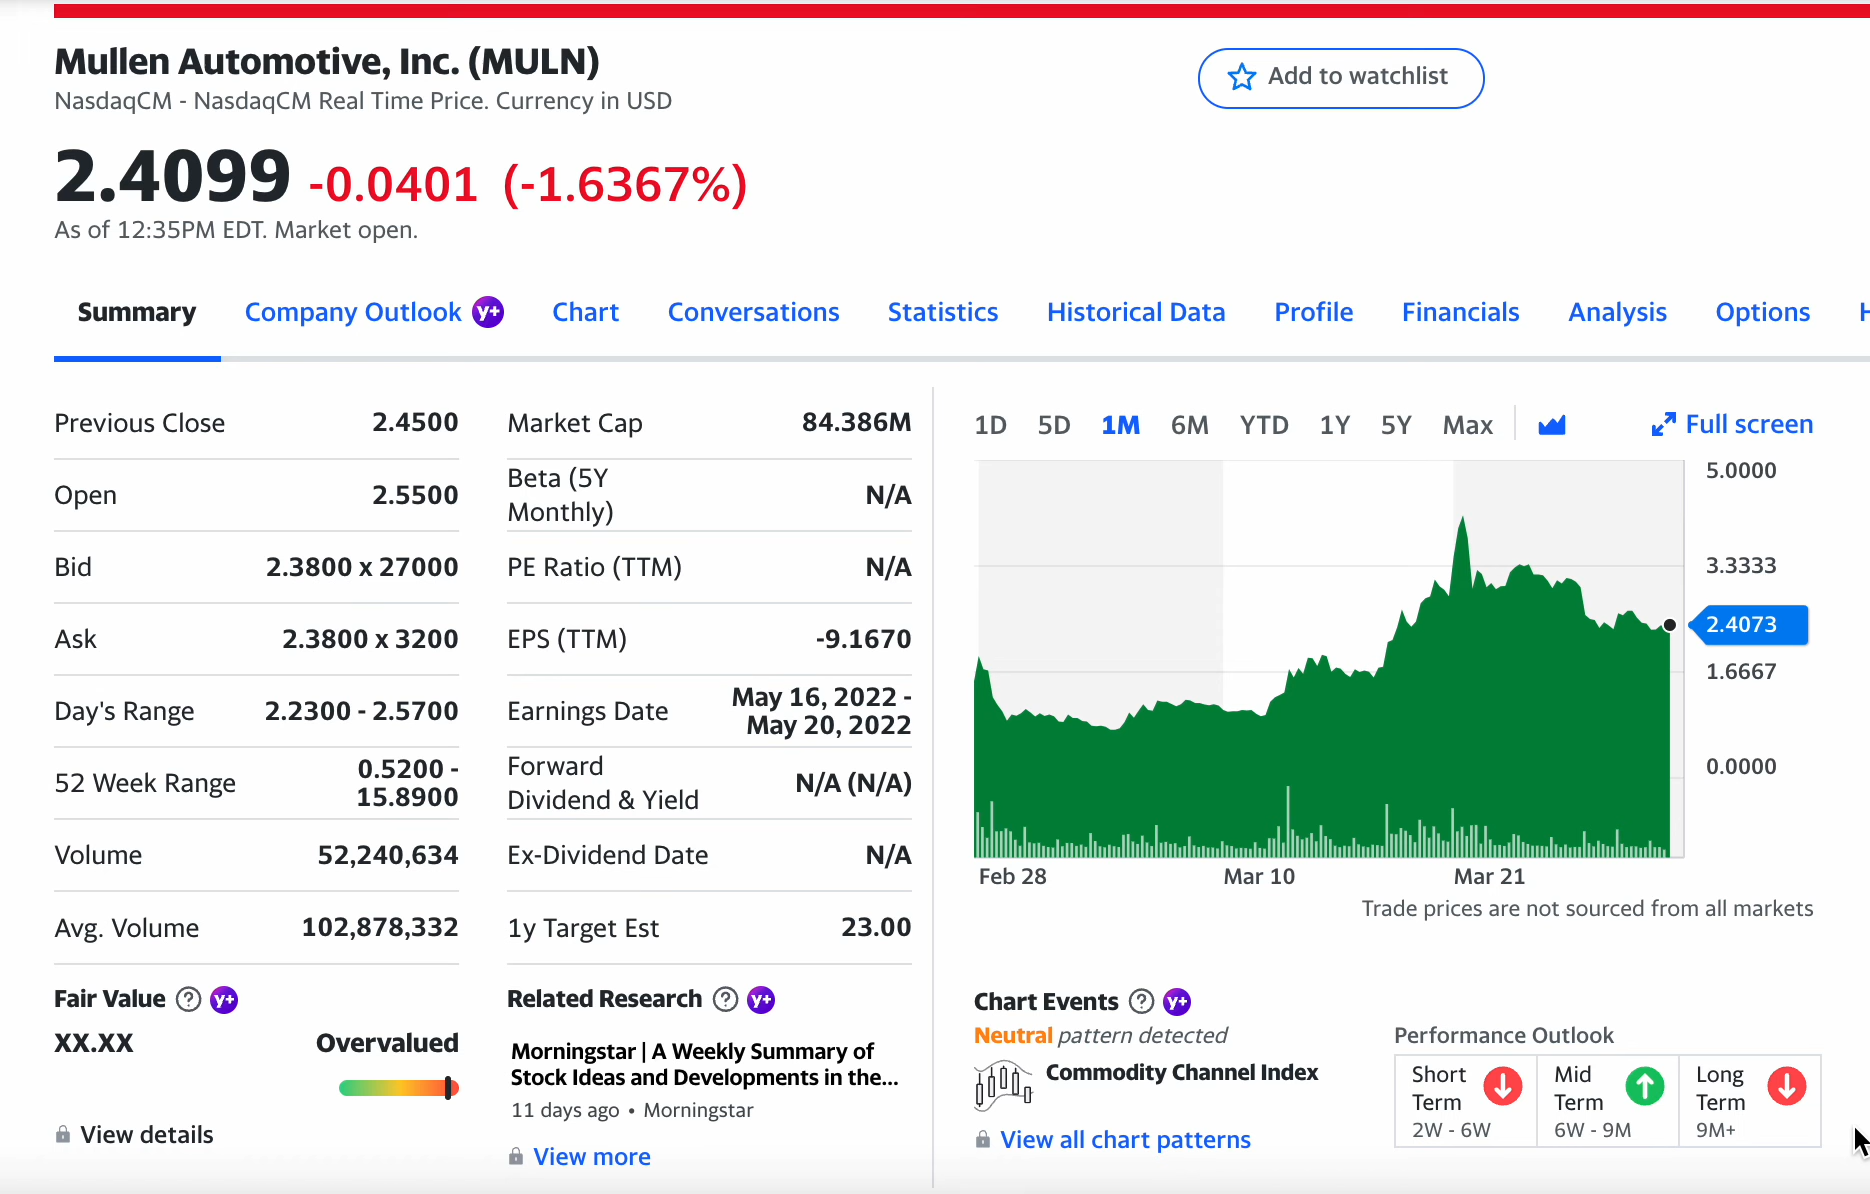 Mullen Automotive, Inc. (MULN)
NasdaqCM - NasdaqCM Real Time Price. Currency in USD
Add to watchlist
2.4099 -0.0401 (-1.6367%)
As of 12:35PM EDT. Market open.
Summary Company Outlook y+ Chart Conversations Statistics Historical Data Profile Financials Analysis Options H
Previous Close 2.4500
Open 2.5500
Bid 2.3800 x 27000
Ask 2.3800 x 3200
Day's Range 2.2300 - 2.5700
52 Week Range 0.5200 -
15.8900
Volume 52,240,634
Avg. Volume 102,878,332
Market Cap 84.386M
Beta (5Y
Monthly) N/A
PE Ratio (TTM) N/A
EPS (TTM) -9.1670
Earnings Date May 16, 2022 -
May 20, 2022
Forward
Dividend & Yield N/A (N/A)
Ex-Dividend Date N/A
1y Target Est 23.00
Fair Value ? y+
XX.XX Overvalued
View details
Related Research ? y+
Morningstar | A Weekly Summary of
Stock Ideas and Developments in the...
11 days ago • Morningstar
View more
1D 5D 1M 6M YTD 1Y 5Y Max Full screen
5.0000
3.3333
2.4073
1.6667
0.0000
Feb 28 Mar 10 Mar 21
Trade prices are not sourced from all markets
Chart Events ? y+
Neutral pattern detected
Commodity Channel Index
View all chart patterns
Performance Outlook
Short
Term
2W - 6W
Mid
Term
6W - 9M
Long
Term
9M+